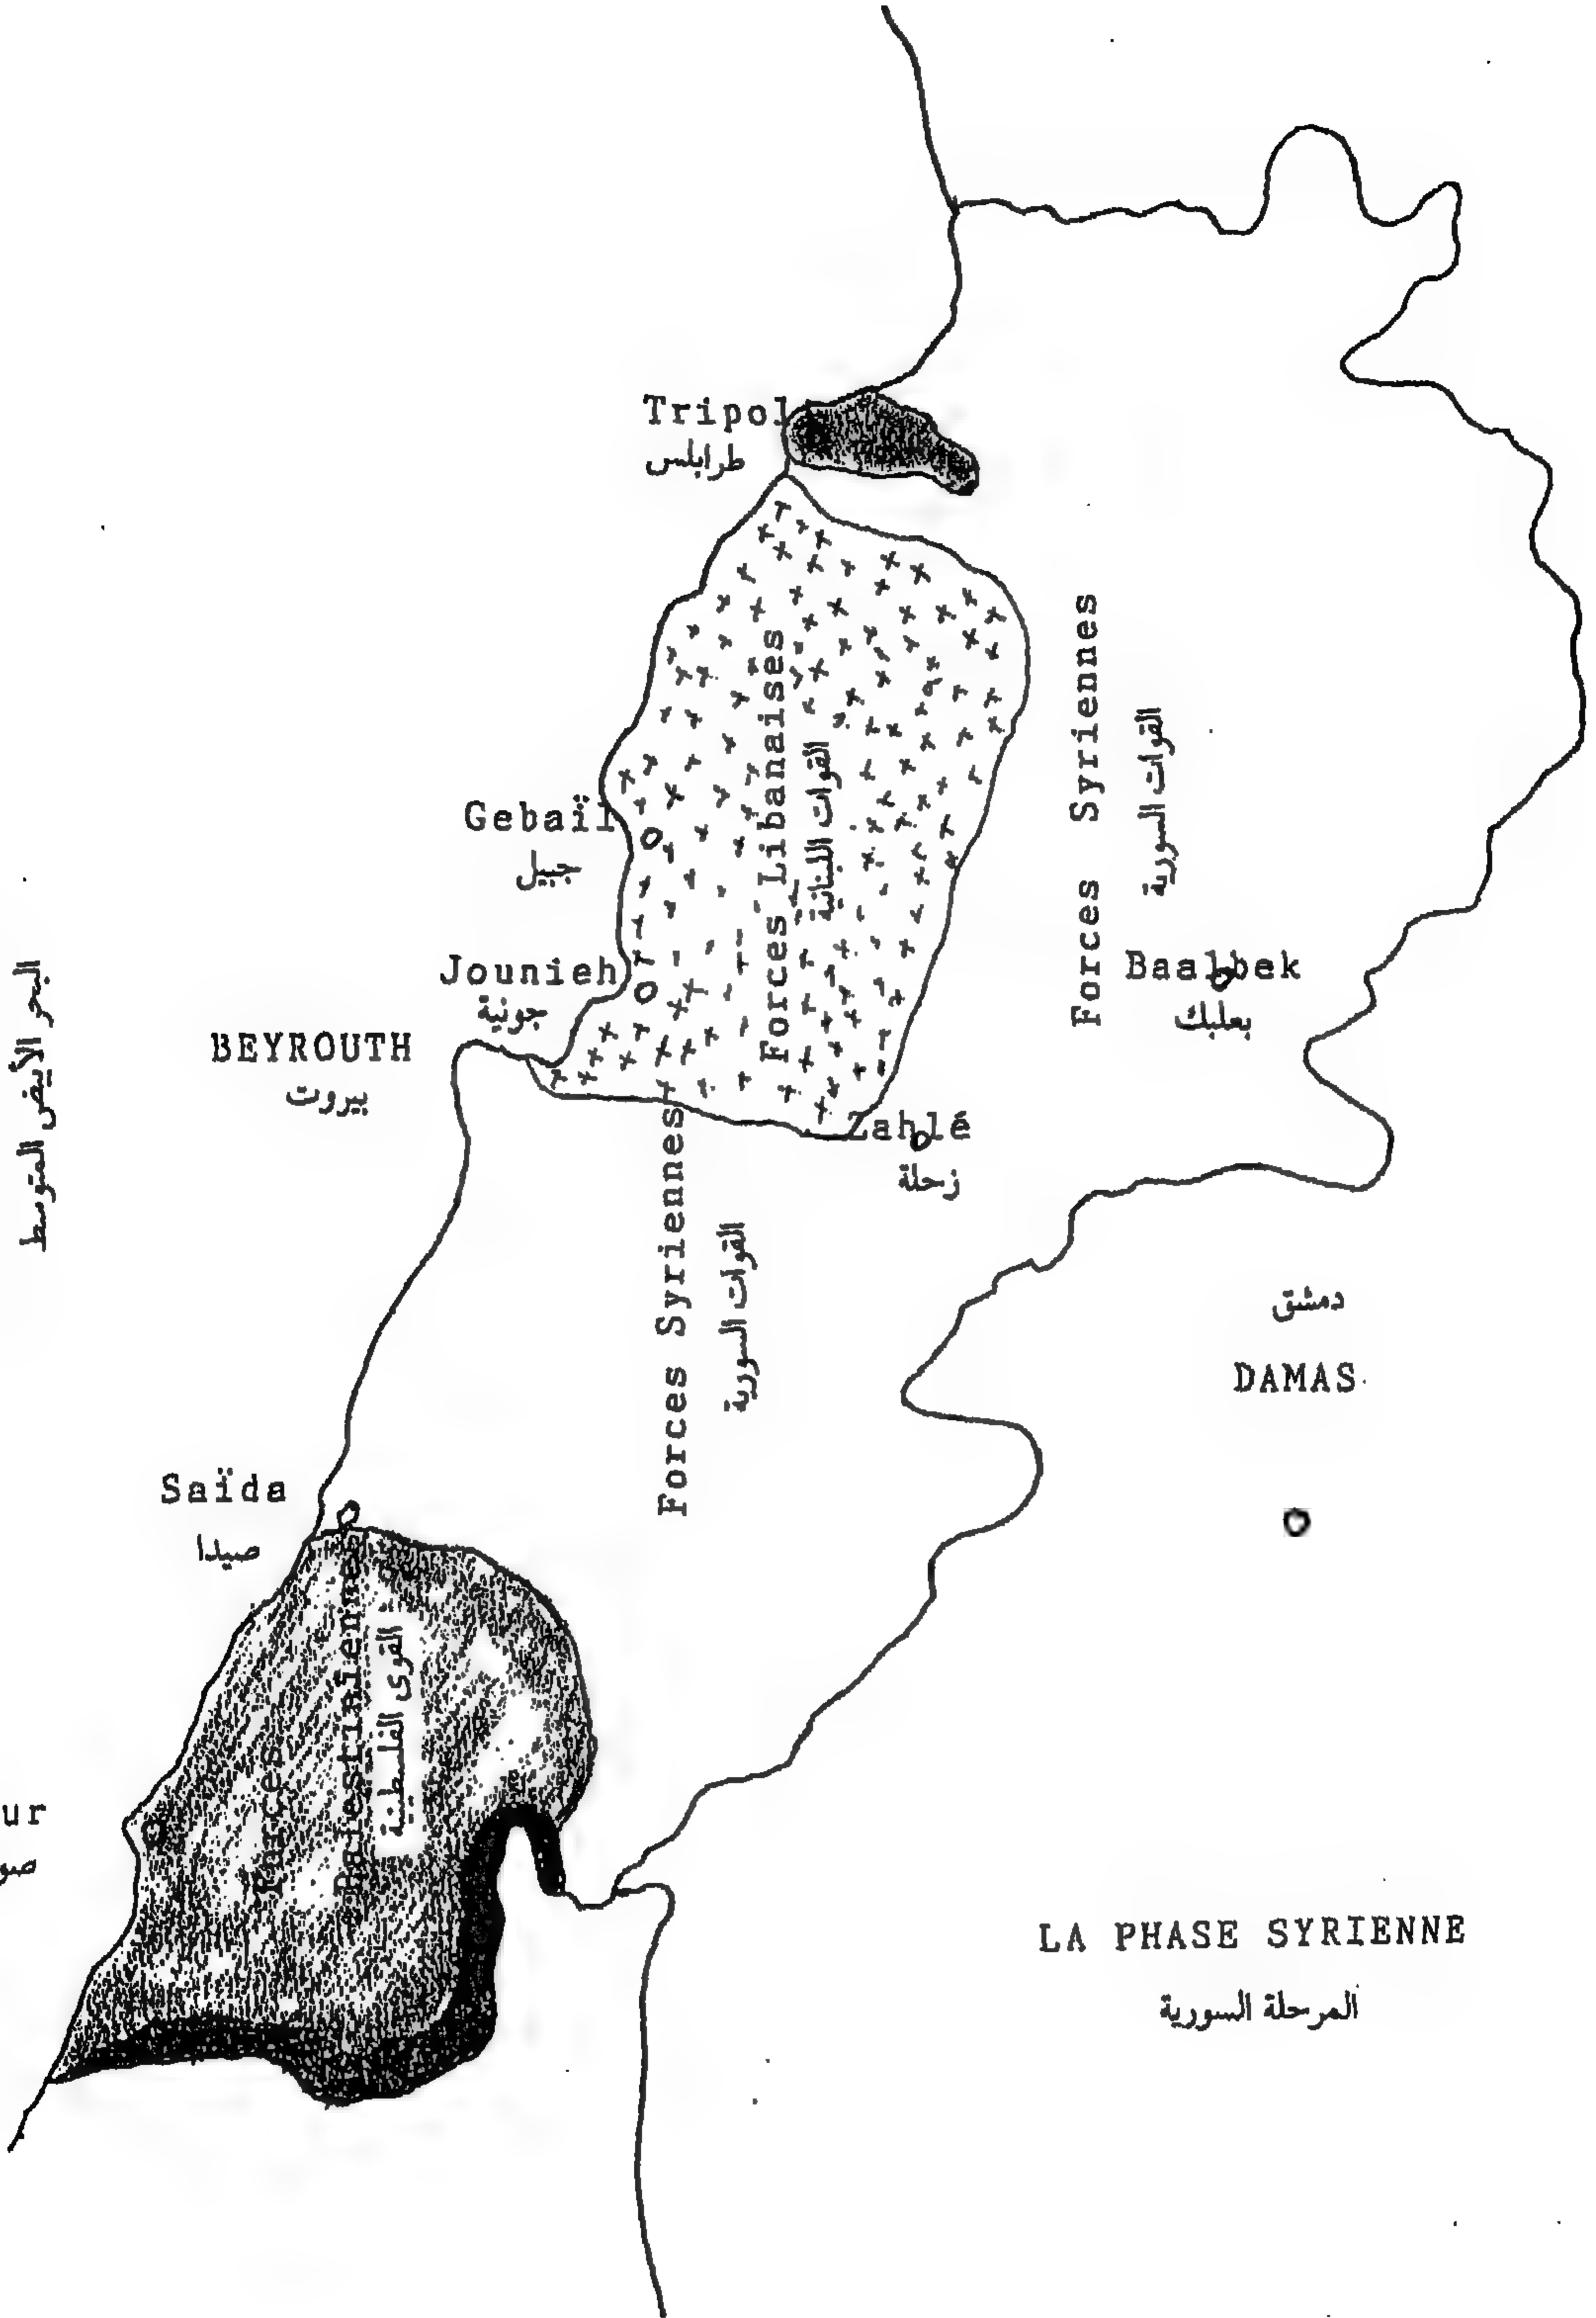 Tripol
طرابلس
Forces Libanaises
القوات اللبنانية
Forces Syriennes
القوات السورية
Gebaïl
جبيل
Jounieh
جونية
Baalbek
بعلبك
البحر الأبيض المتوسط
BEYROUTH
بيروت
Zahlé
زحلة
Forces Syriennes
القوات السورية
دمشق
DAMAS
Saïda
صيدا
Forces
Palestiniennes
القوى الفلسطينية
ur
LA PHASE SYRIENNE
المرحلة السورية